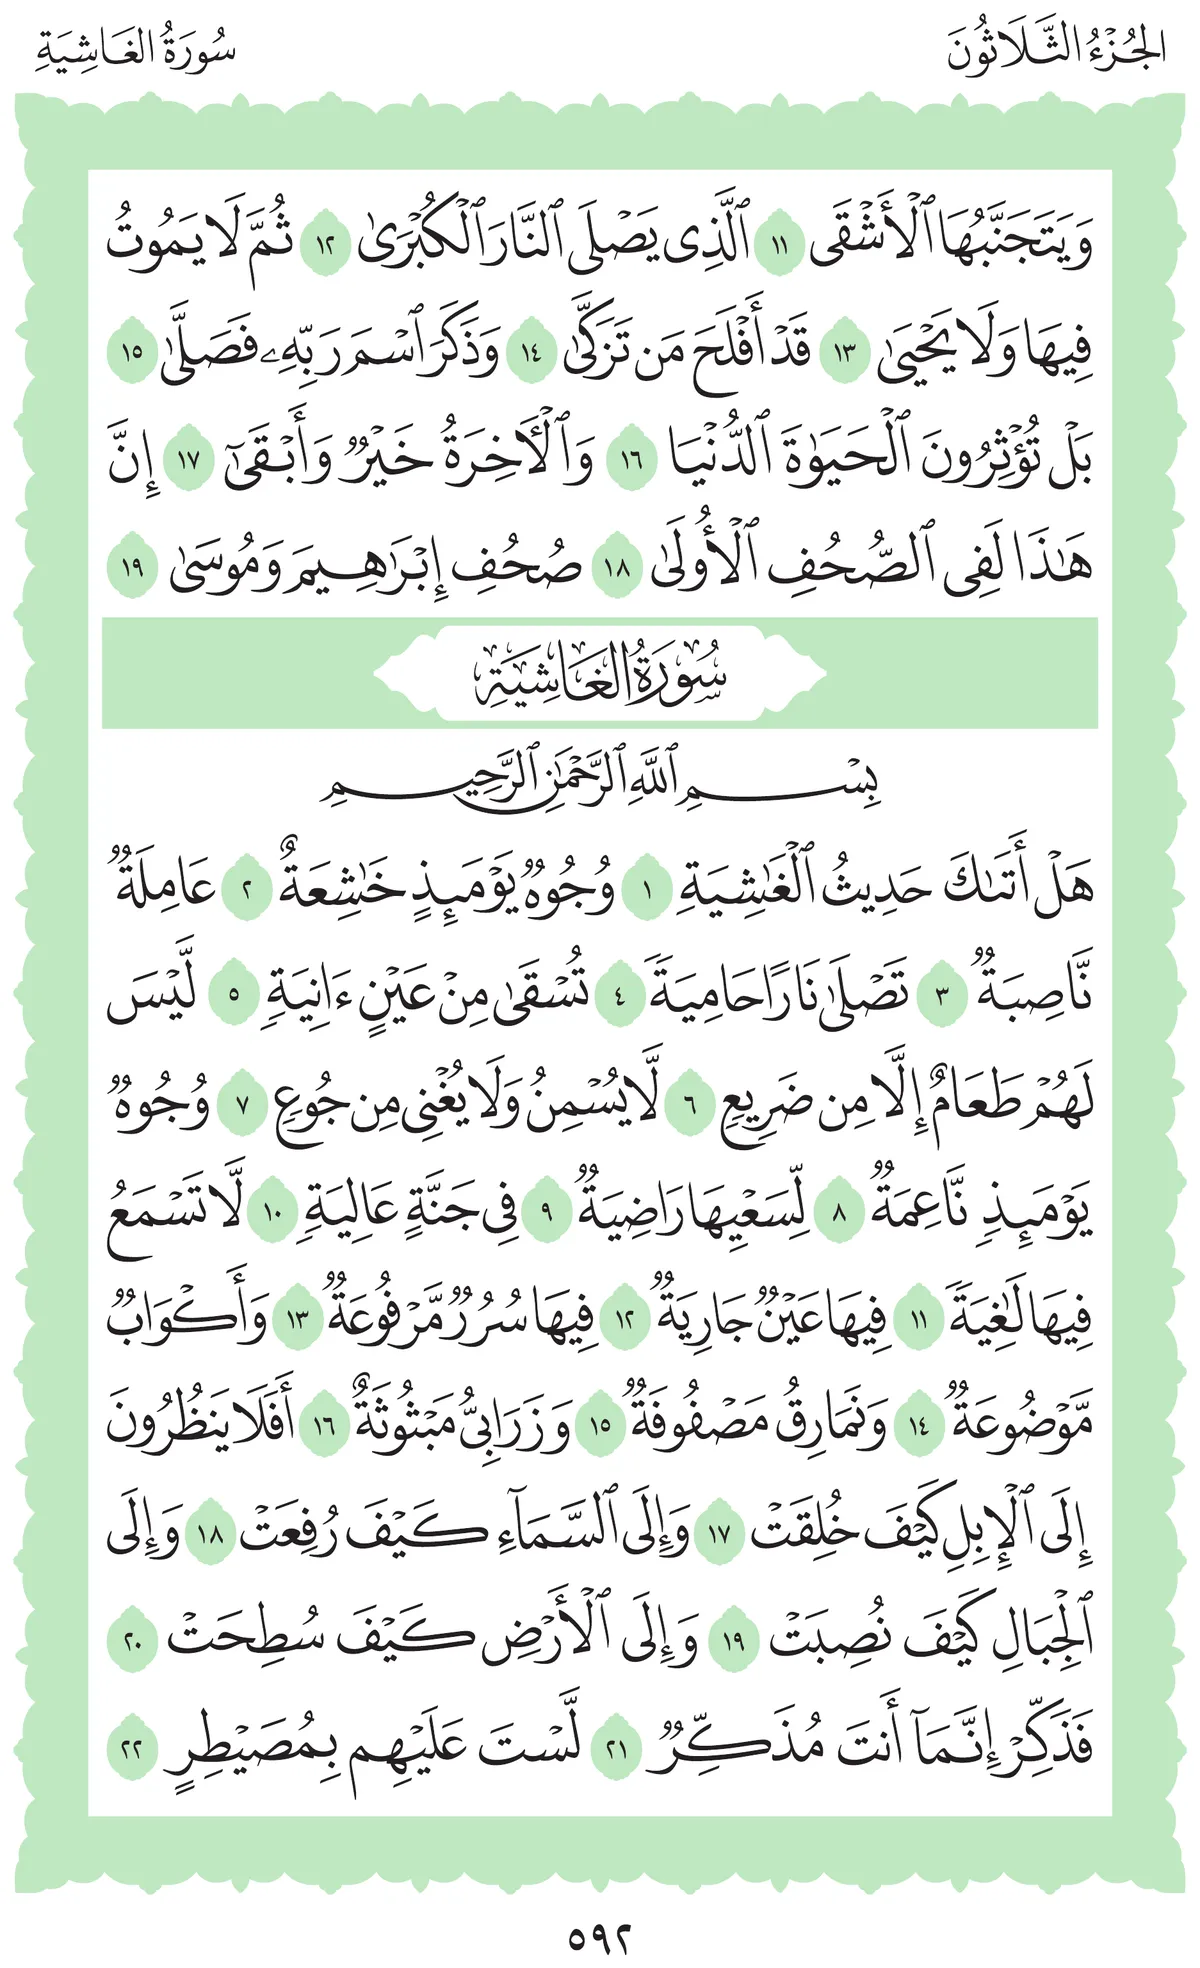 الجُزْءُ الثَّلَاثُونَ
سُورَةُ الغَاشِيَةِ
وَيَتَجَنَّبُهَا ٱلْأَشْقَى ١١ ٱلَّذِى يَصْلَى ٱلنَّارَ ٱلْكُبْرَىٰ ١٢ ثُمَّ لَا يَمُوتُ
فِيهَا وَلَا يَحْيَىٰ ١٣ قَدْ أَفْلَحَ مَن تَزَكَّىٰ ١٤ وَذَكَرَ ٱسْمَ رَبِّهِۦ فَصَلَّىٰ ١٥
بَلْ تُؤْثِرُونَ ٱلْحَيَوٰةَ ٱلدُّنْيَا ١٦ وَٱلْأَخِرَةُ خَيْرٌ وَأَبْقَىٰٓ ١٧ إِنَّ
هَٰذَا لَفِى ٱلصُّحُفِ ٱلْأُولَىٰ ١٨ صُحُفِ إِبْرَٰهِيمَ وَمُوسَىٰ ١٩
سُورَةُ الغَاشِيَةِ
بِسْمِ ٱللَّهِ ٱلرَّحْمَٰنِ ٱلرَّحِيمِ
هَلْ أَتَىٰكَ حَدِيثُ ٱلْغَٰشِيَةِ ١ وُجُوهٌ يَوْمَئِذٍ خَٰشِعَةٌ ٢ عَامِلَةٌ
نَّاصِبَةٌ ٣ تَصْلَىٰ نَارًا حَامِيَةً ٤ تُسْقَىٰ مِنْ عَيْنٍ ءَانِيَةٍ ٥ لَّيْسَ
لَهُمْ طَعَامٌ إِلَّا مِن ضَرِيعٍ ٦ لَّا يُسْمِنُ وَلَا يُغْنِى مِن جُوعٍ ٧ وُجُوهٌ
يَوْمَئِذٍ نَّاعِمَةٌ ٨ لِّسَعْيِهَا رَاضِيَةٌ ٩ فِى جَنَّةٍ عَالِيَةٍ ١٠ لَّا تَسْمَعُ
فِيهَا لَٰغِيَةً ١١ فِيهَا عَيْنٌ جَارِيَةٌ ١٢ فِيهَا سُرُرٌ مَّرْفُوعَةٌ ١٣ وَأَكْوَابٌ
مَّوْضُوعَةٌ ١٤ وَنَمَارِقُ مَصْفُوفَةٌ ١٥ وَزَرَابِىُّ مَبْثُوثَةٌ ١٦ أَفَلَا يَنظُرُونَ
إِلَى ٱلْإِبِلِ كَيْفَ خُلِقَتْ ١٧ وَإِلَى ٱلسَّمَآءِ كَيْفَ رُفِعَتْ ١٨ وَإِلَى
ٱلْجِبَالِ كَيْفَ نُصِبَتْ ١٩ وَإِلَى ٱلْأَرْضِ كَيْفَ سُطِحَتْ ٢٠
فَذَكِّرْ إِنَّمَآ أَنتَ مُذَكِّرٌ ٢١ لَّسْتَ عَلَيْهِم بِمُصَيْطِرٍ ٢٢
٥٩٢